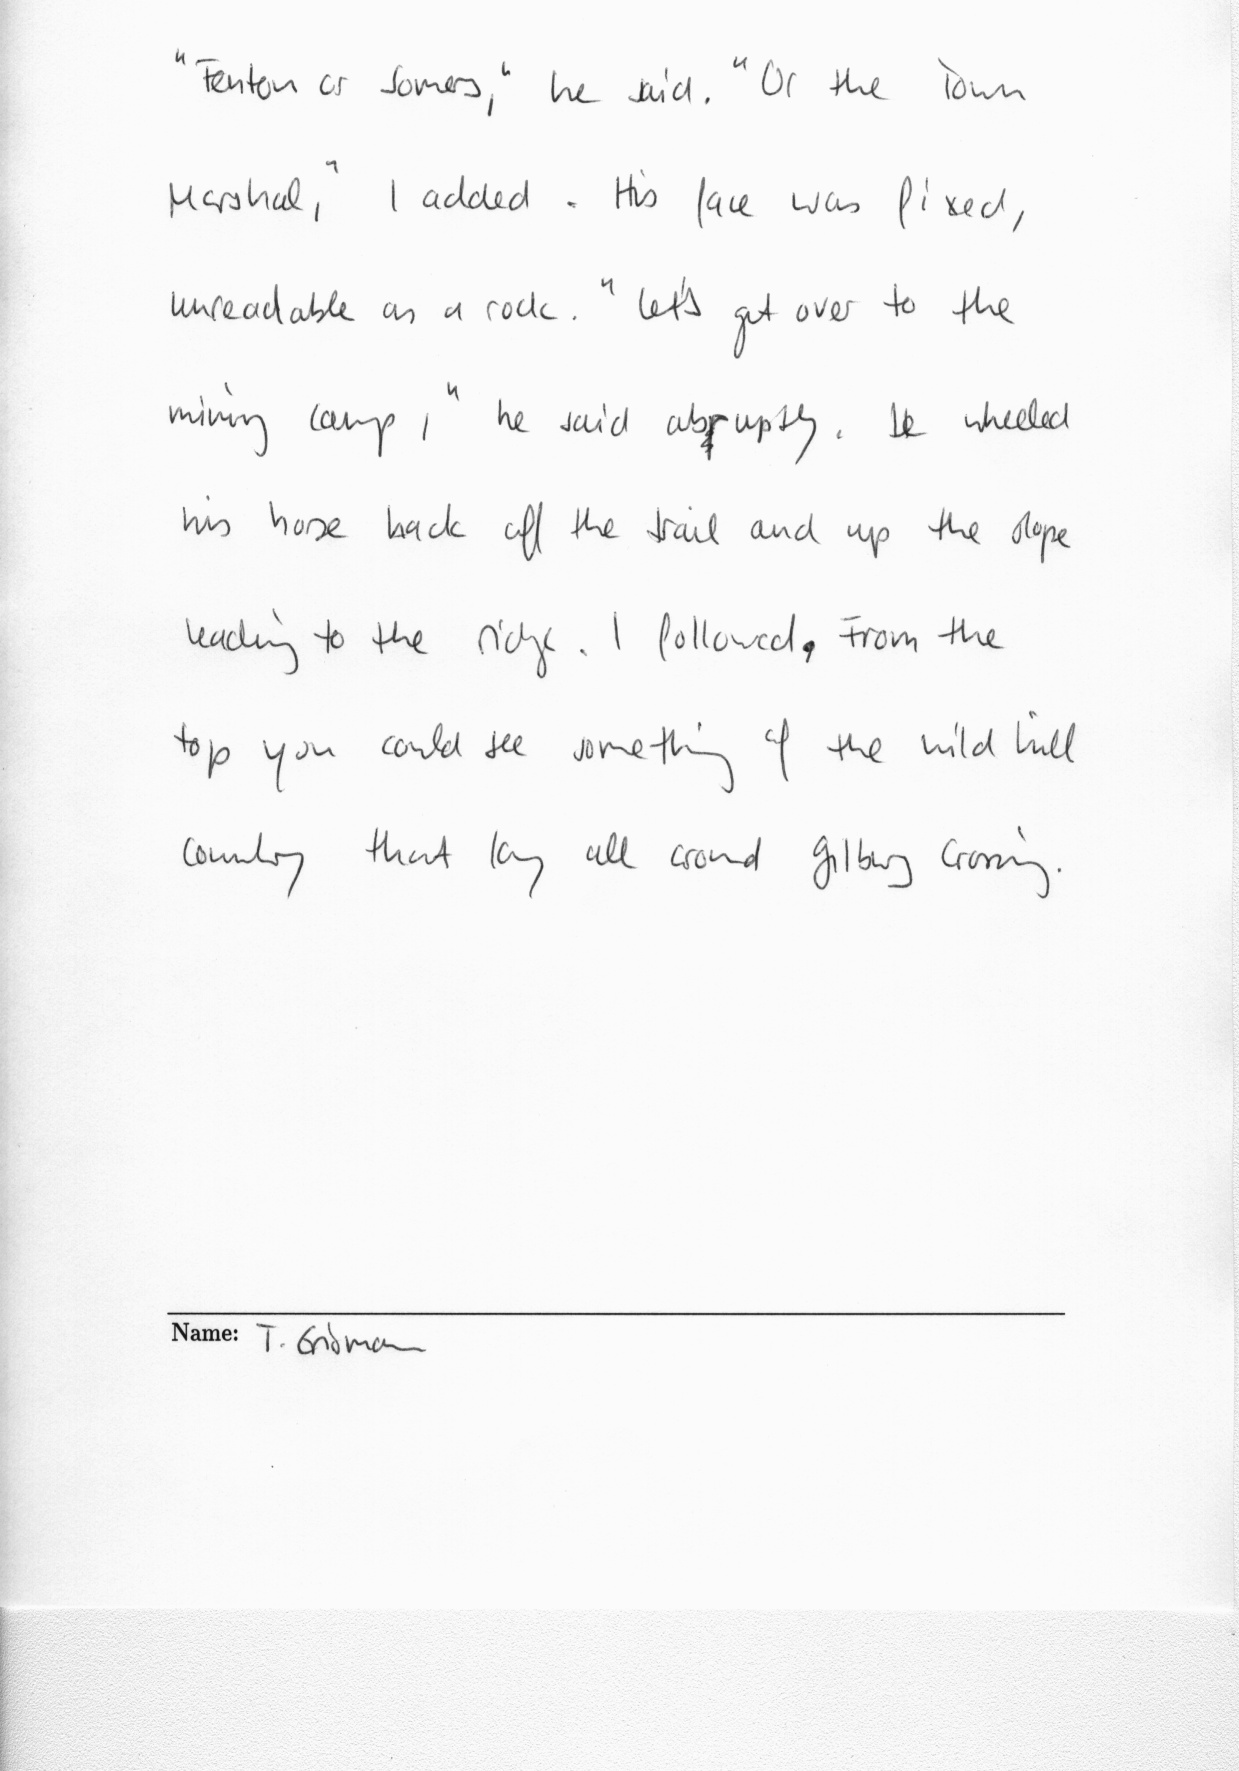 "Fenton or Somers," he said. "Or the Town
Marshal," I added. His face was fixed,
unreadable as a rock. "Let's get over to the
mining camp," he said abruptly. He wheeled
his horse back off the trail and up the slope
leading to the ridge. I followed, From the
top you could see something of the wild hill
country that lay all around Gilbury Crossing.
Name: T.